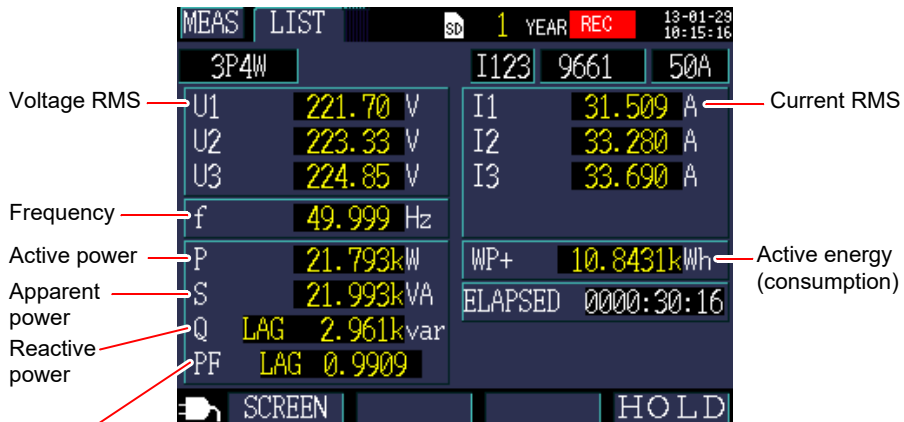 MEAS LIST SD 1 YEAR REC 13-01-29
10:15:16
3P4W I123 9661 50A
Voltage RMS U1 221.70 V I1 31.509 A Current RMS
U2 223.33 V I2 33.280 A
U3 224.85 V I3 33.690 A
Frequency f 49.999 Hz
Active power P 21.793kW WP+ 10.8431kWh Active energy
(consumption)
Apparent
power S 21.993kVA ELAPSED 0000:30:16
Reactive
power Q LAG 2.961kvar
PF LAG 0.9909
SCREEN HOLD